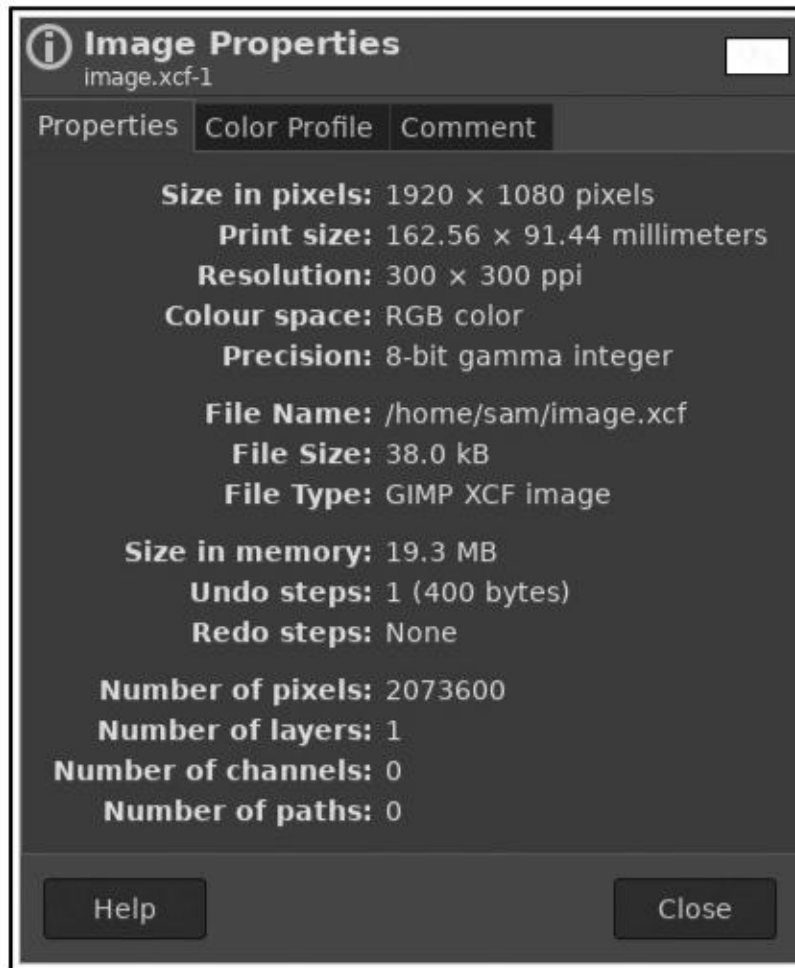 Image Properties
image.xcf-1
Properties Color Profile Comment
Size in pixels: 1920 × 1080 pixels
Print size: 162.56 × 91.44 millimeters
Resolution: 300 × 300 ppi
Colour space: RGB color
Precision: 8-bit gamma integer
File Name: /home/sam/image.xcf
File Size: 38.0 kB
File Type: GIMP XCF image
Size in memory: 19.3 MB
Undo steps: 1 (400 bytes)
Redo steps: None
Number of pixels: 2073600
Number of layers: 1
Number of channels: 0
Number of paths: 0
Help Close